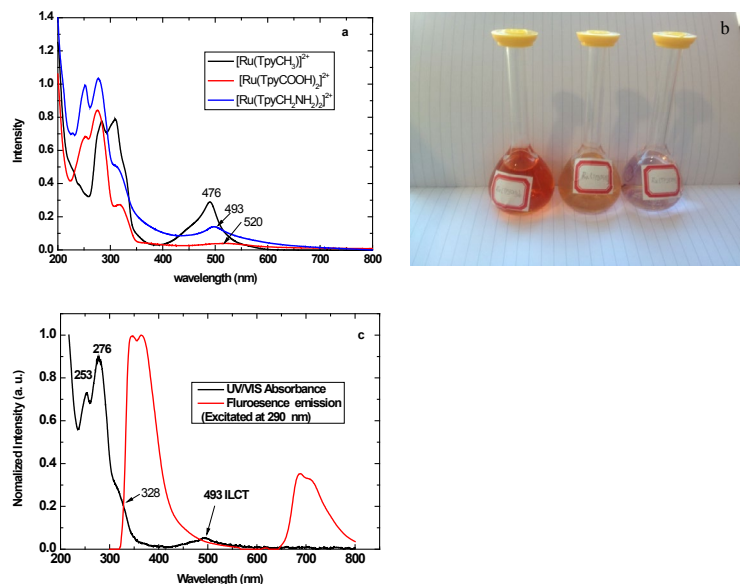 a
[Ru(TpyCH3)]2+
[Ru(TpyCOOH)2]2+
[Ru(TpyCH2NH2)2]2+
1.4
1.2
1.0
0.8
0.6
0.4
0.2
0.0
Intensity
476
493
520
200 300 400 500 600 700 800
wavelength (nm)
b
c
1.0
0.8
0.6
0.4
0.2
0.0
Nomalized Intensity (a. u.)
276
253
UV/VIS Absorbance
Fluroesence emission
(Excitated at 290 nm)
328
493 ILCT
200 300 400 500 600 700 800
Wavelength (nm)